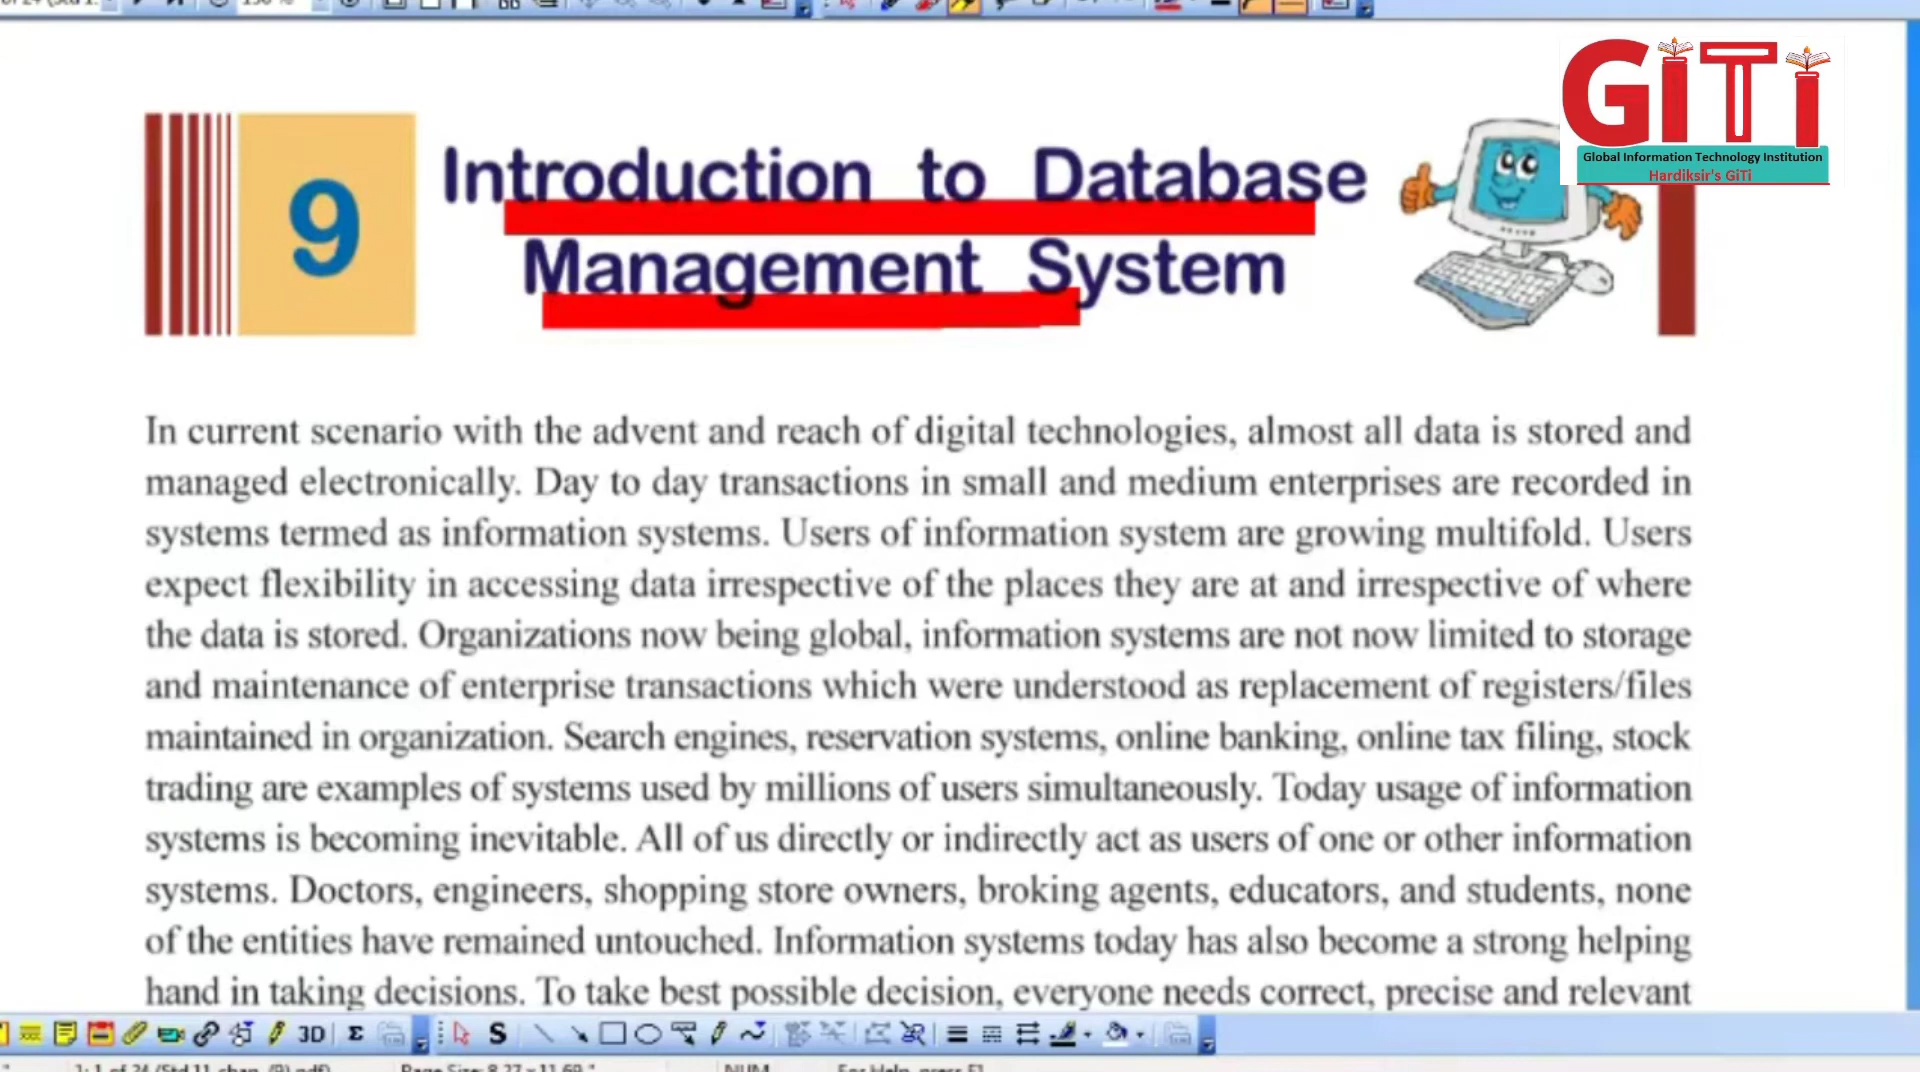 GiTi
Global Information Technology Institution
Hardiksir's GiTi
9
Introduction to Database
Management System
In current scenario with the advent and reach of digital technologies, almost all data is stored and
managed electronically. Day to day transactions in small and medium enterprises are recorded in
systems termed as information systems. Users of information system are growing multifold. Users
expect flexibility in accessing data irrespective of the places they are at and irrespective of where
the data is stored. Organizations now being global, information systems are not now limited to storage
and maintenance of enterprise transactions which were understood as replacement of registers/files
maintained in organization. Search engines, reservation systems, online banking, online tax filing, stock
trading are examples of systems used by millions of users simultaneously. Today usage of information
systems is becoming inevitable. All of us directly or indirectly act as users of one or other information
systems. Doctors, engineers, shopping store owners, broking agents, educators, and students, none
of the entities have remained untouched. Information systems today has also become a strong helping
hand in taking decisions. To take best possible decision, everyone needs correct, precise and relevant
3D Σ S